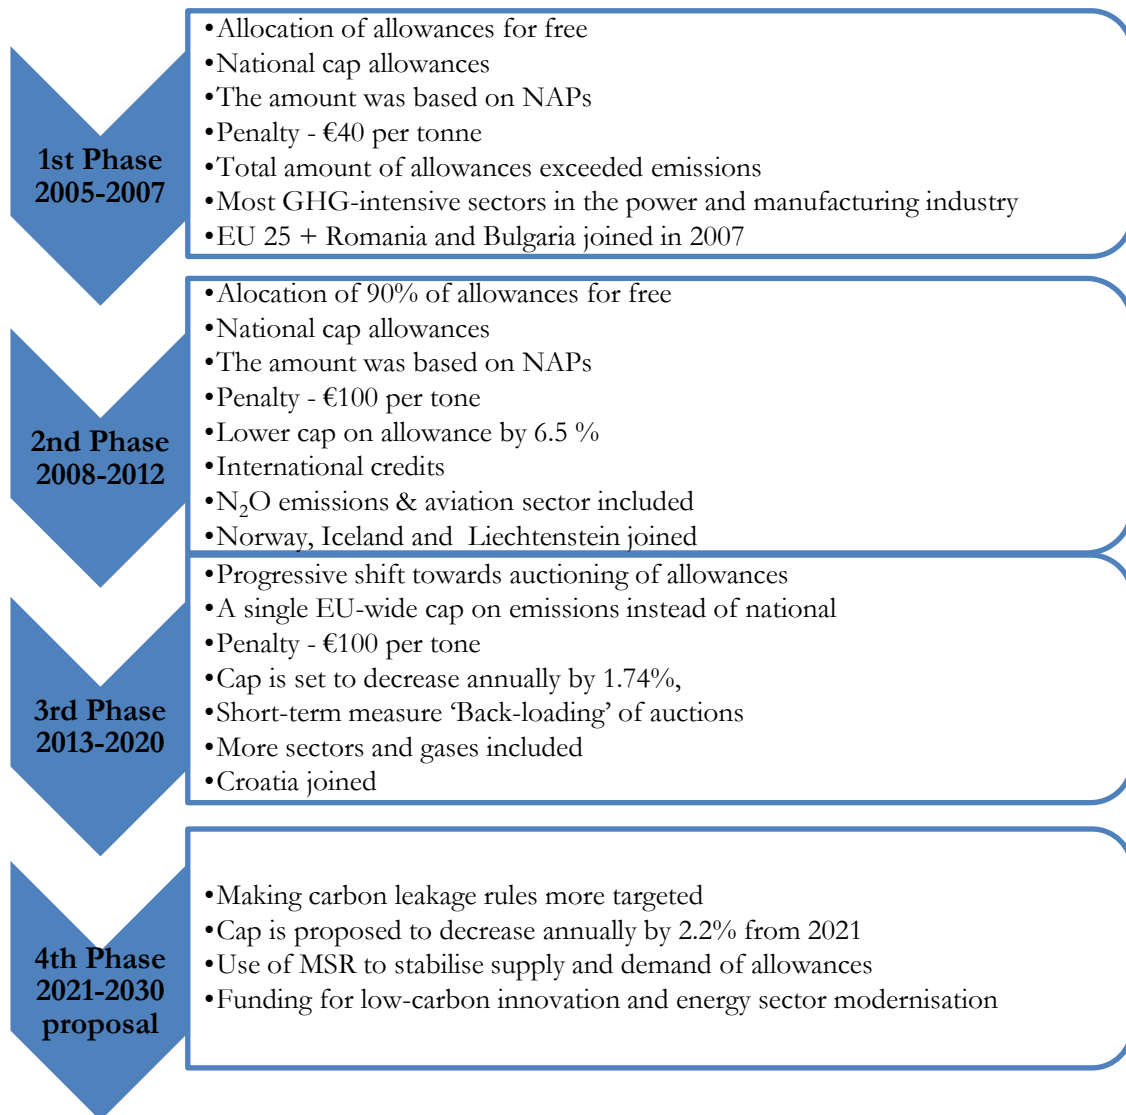 1st Phase
2005-2007
•Allocation of allowances for free
•National cap allowances
•The amount was based on NAPs
•Penalty - €40 per tonne
•Total amount of allowances exceeded emissions
•Most GHG-intensive sectors in the power and manufacturing industry
•EU 25 + Romania and Bulgaria joined in 2007
2nd Phase
2008-2012
•Alocation of 90% of allowances for free
•National cap allowances
•The amount was based on NAPs
•Penalty - €100 per tone
•Lower cap on allowance by 6.5 %
•International credits
•N₂O emissions & aviation sector included
•Norway, Iceland and  Liechtenstein joined
3rd Phase
2013-2020
•Progressive shift towards auctioning of allowances
•A single EU-wide cap on emissions instead of national
•Penalty - €100 per tone
•Cap is set to decrease annually by 1.74%,
•Short-term measure ‘Back-loading’ of auctions
•More sectors and gases included
•Croatia joined
4th Phase
2021-2030
proposal
•Making carbon leakage rules more targeted
•Cap is proposed to decrease annually by 2.2% from 2021
•Use of MSR to stabilise supply and demand of allowances
•Funding for low-carbon innovation and energy sector modernisation